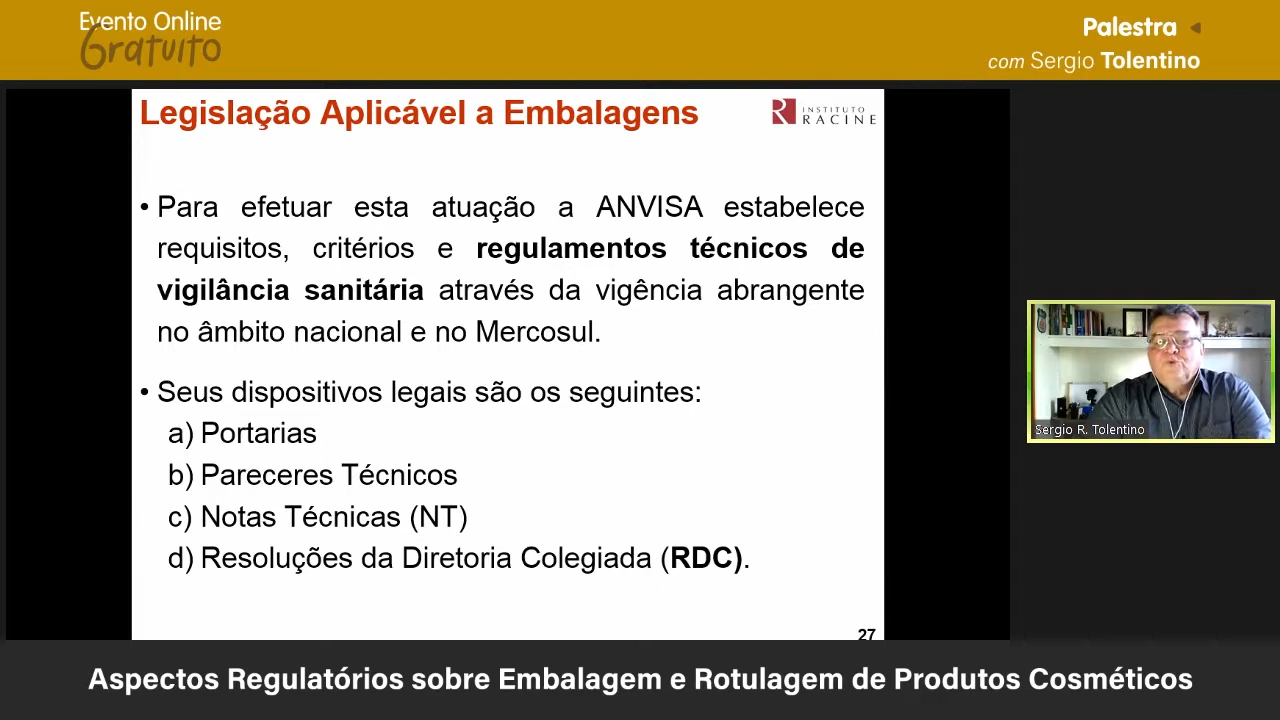 Evento Online
Gratuito
Palestra
com Sergio Tolentino
Legislação Aplicável a Embalagens
INSTITUTO
RACINE
• Para efetuar esta atuação a ANVISA estabelece
requisitos, critérios e regulamentos técnicos de
vigilância sanitária através da vigência abrangente
no âmbito nacional e no Mercosul.
• Seus dispositivos legais são os seguintes:
a) Portarias
b) Pareceres Técnicos
c) Notas Técnicas (NT)
d) Resoluções da Diretoria Colegiada (RDC).
27
Sergio R. Tolentino
Aspectos Regulatórios sobre Embalagem e Rotulagem de Produtos Cosméticos